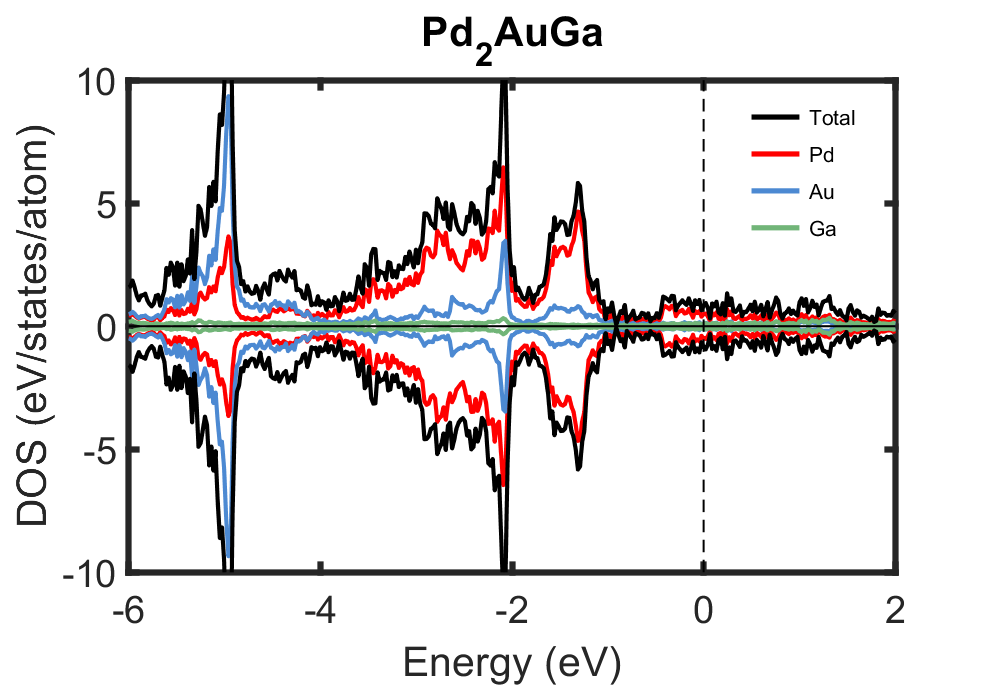 Pd2AuGa
DOS (eV/states/atom)
10
5
0
-5
-10
Total
Pd
Au
Ga
-6 -4 -2 0 2
Energy (eV)